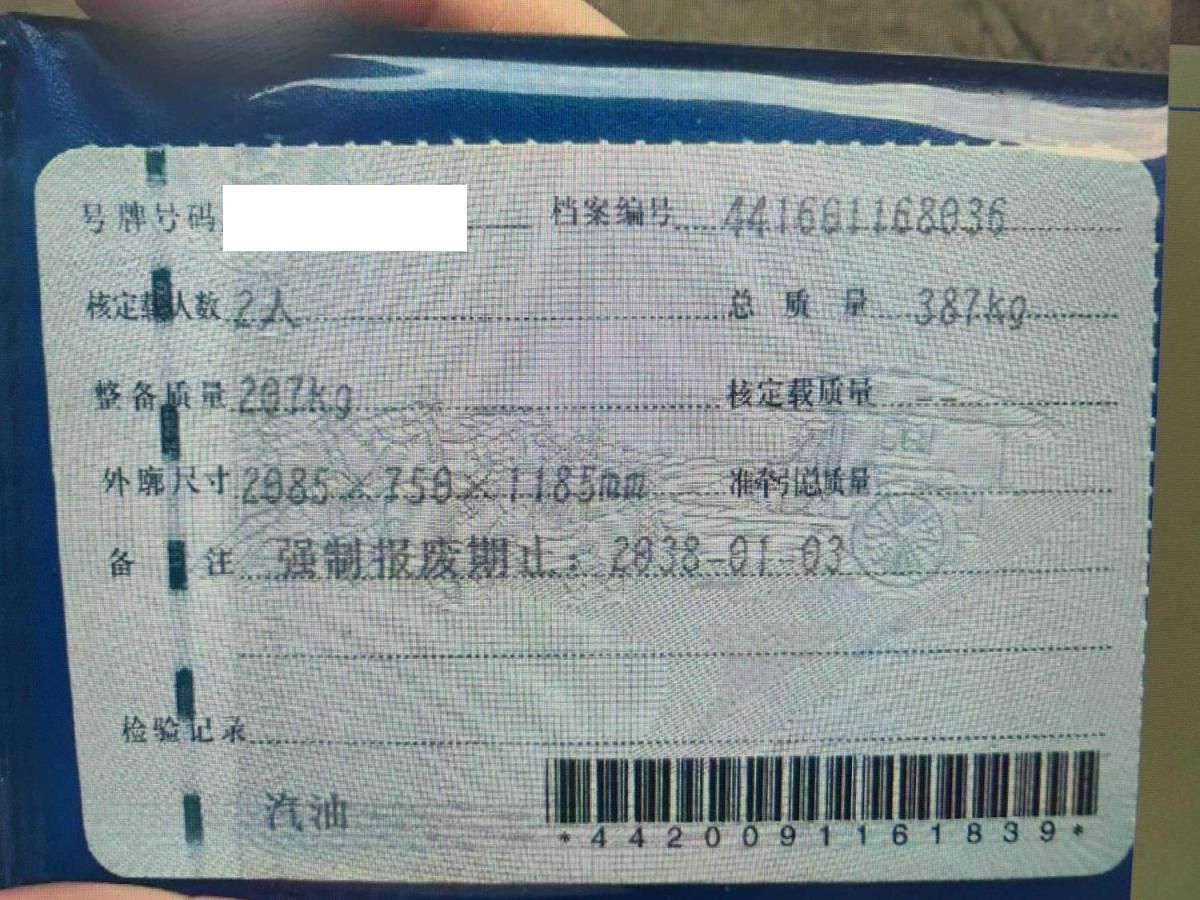 号牌号码 档案编号 441601168036
核定载人数 2人 总质量 387kg
整备质量 207kg 核定载质量 --
外廓尺寸 2085×750×1185mm 准牵引总质量
备注 强制报废期止：2038-01-03
检验记录
汽油
*4420091161839*